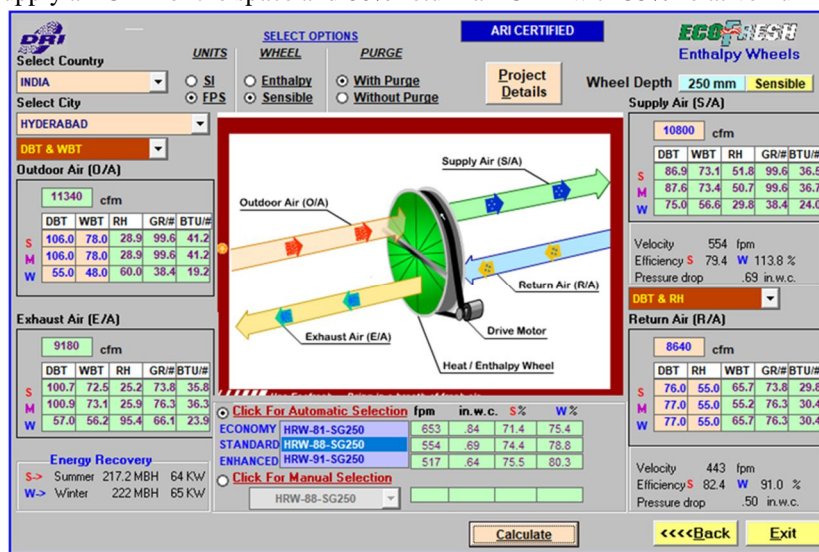 DRI
SELECT OPTIONS
ARI CERTIFIED
ECOFRESH
Enthalpy Wheels
Select Country
INDIA
UNITS
SI
FPS
WHEEL
Enthalpy
Sensible
PURGE
With Purge
Without Purge
Project
Details
Wheel Depth 250 mm Sensible
Select City
HYDERABAD
DBT & WBT
Outdoor Air (O/A)
11340 cfm
DBT WBT RH GR/# BTU/#
S 106.0 78.0 28.9 99.6 41.2
M 106.0 78.0 28.9 99.6 41.2
W 55.0 48.0 60.0 38.4 19.2
Supply Air (S/A)
10800 cfm
DBT WBT RH GR/# BTU/#
S 86.9 73.1 51.8 99.6 36.5
M 87.6 73.4 50.7 99.6 36.7
W 75.0 56.6 29.8 38.4 24.0
Velocity 554 fpm
Efficiency S 79.4 W 113.8 %
Pressure drop .69 in.w.c.
Supply Air (S/A)
Outdoor Air (O/A)
Return Air (R/A)
Exhaust Air (E/A)
Drive Motor
Heat / Enthalpy Wheel
Exhaust Air (E/A)
9180 cfm
DBT WBT RH GR/# BTU/#
S 100.7 72.5 25.2 73.8 35.8
M 100.9 73.1 25.9 76.3 36.3
W 57.0 56.2 95.4 66.1 23.9
DBT & RH
Return Air (R/A)
8640 cfm
DBT RH WBT GR/# BTU/#
S 76.0 55.0 65.7 73.8 29.8
M 77.0 55.0 55.2 76.3 30.4
W 77.0 55.0 65.7 76.3 30.4
Velocity 443 fpm
Efficiency S 82.4 W 91.0 %
Pressure drop .50 in.w.c.
Energy Recovery
S-> Summer 217.2 MBH 64 KW
W-> Winter 222 MBH 65 KW
Click For Automatic Selection fpm in.w.c. S% W%
ECONOMY HRW-81-SG250 653 .84 71.4 75.4
STANDARD HRW-88-SG250 554 .69 74.4 78.8
ENHANCED HRW-91-SG250 517 .64 75.5 80.3
Click For Manual Selection
HRW-88-SG250
Calculate
<<<<Back
Exit